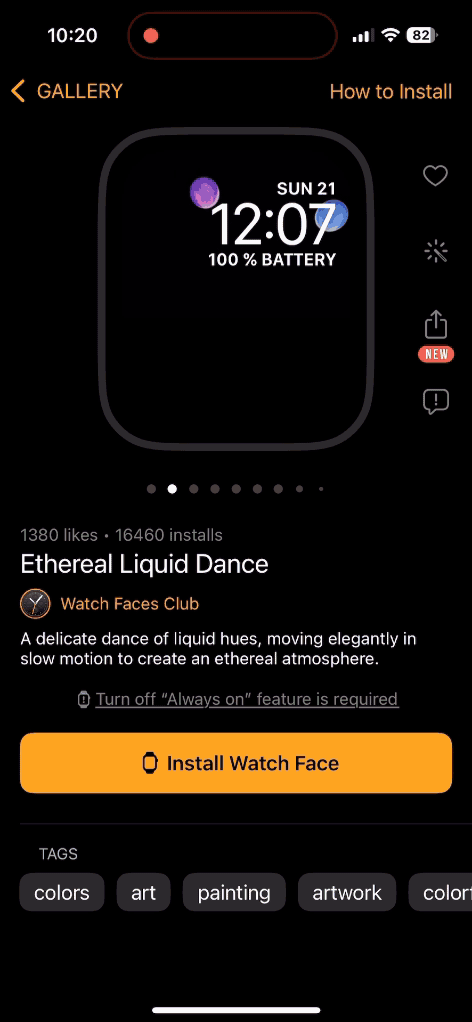 10:20
82
GALLERY
How to Install
SUN 21
12:07
100 % BATTERY
NEW
1380 likes • 16460 installs
Ethereal Liquid Dance
Watch Faces Club
A delicate dance of liquid hues, moving elegantly in
slow motion to create an ethereal atmosphere.
Turn off “Always on” feature is required
Install Watch Face
TAGS
colors
art
painting
artwork